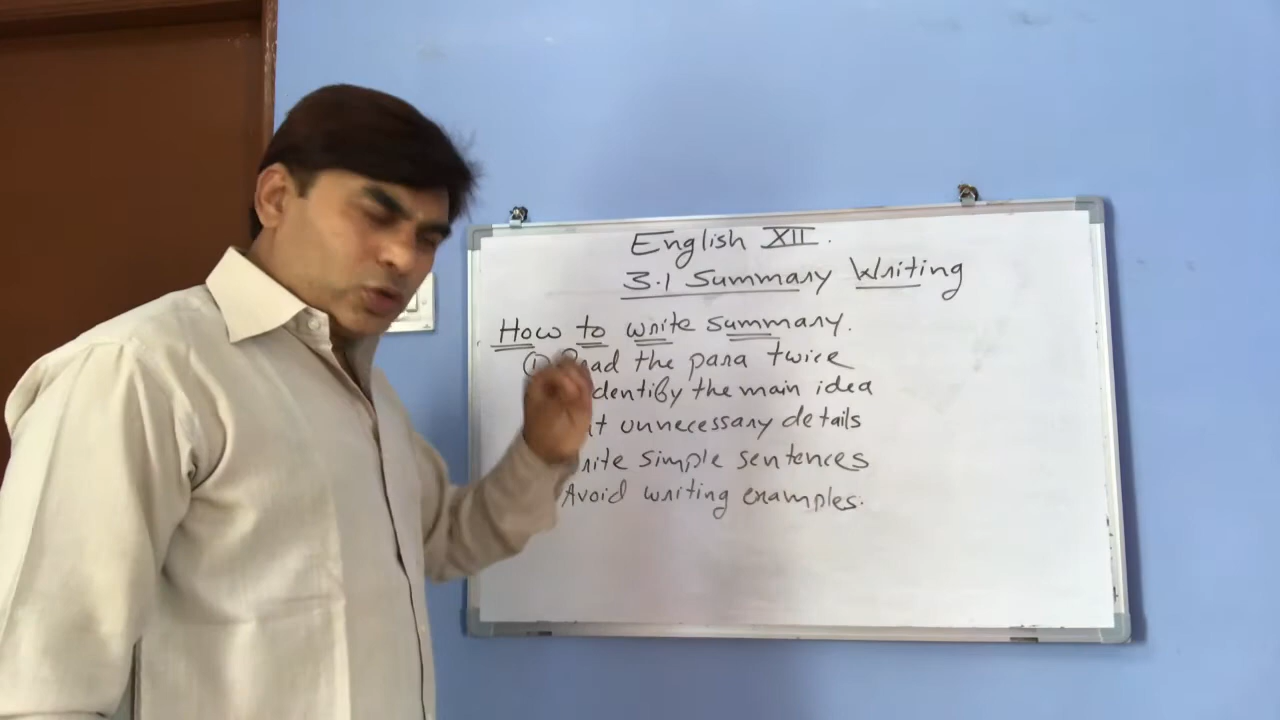 English XII.
3.1 Summary Writing
How to write summary.
① Read the para twice
identify the main idea
unnecessary details
write simple sentences
Avoid writing examples.